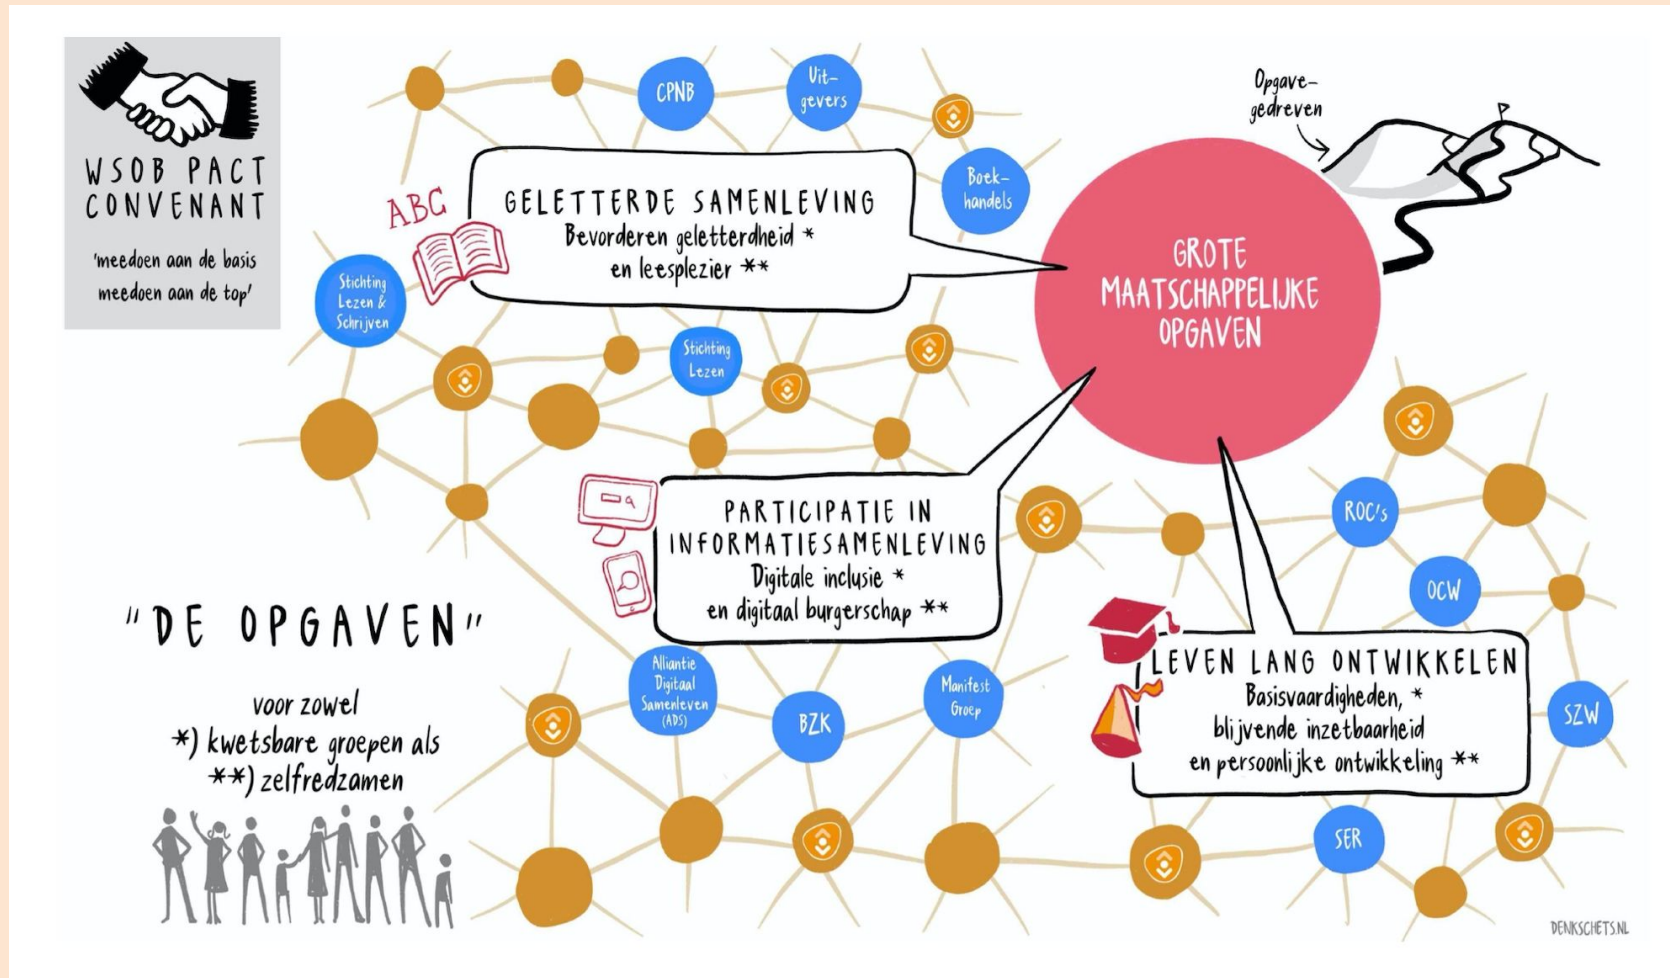 WSOB PACT
CONVENANT
'meedoen aan de basis
meedoen aan de top'
CPNB
Uit-
gevers
Boek-
handels
Opgave-
gedreven
ABC
GELETTERDE SAMENLEVING
Bevorderen geletterdheid *
en leesplezier **
GROTE
MAATSCHAPPELIJKE
OPGAVEN
Stichting
Lezen &
Schrijven
Stichting
Lezen
PARTICIPATIE IN
INFORMATIESAMENLEVING
Digitale inclusie *
en digitaal burgerschap **
ROC's
OCW
"DE OPGAVEN"
voor zowel
*) kwetsbare groepen als
**) zelfredzamen
Alliantie
Digitaal
Samenleven
(ADS)
BZK
Manifest
Groep
LEVEN LANG ONTWIKKELEN
Basisvaardigheden, *
blijvende inzetbaarheid
en persoonlijke ontwikkeling **
SZW
SER
DENKSCHETS.NL